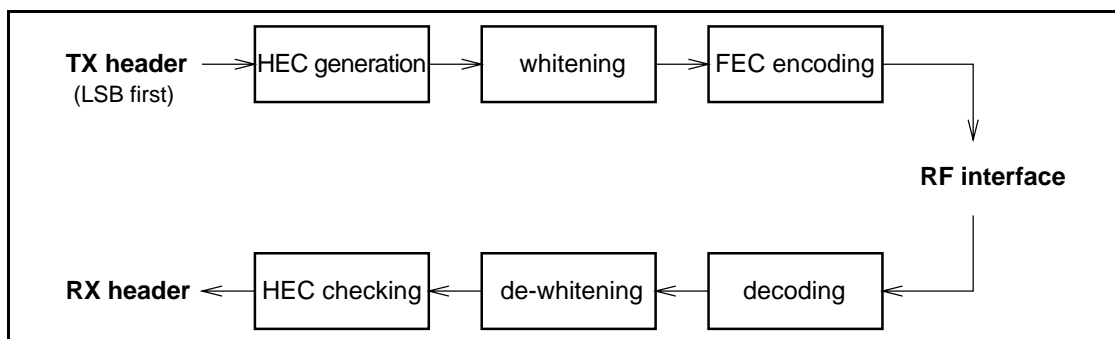 TX header
(LSB first)
HEC generation
whitening
FEC encoding
RF interface
RX header
HEC checking
de-whitening
decoding